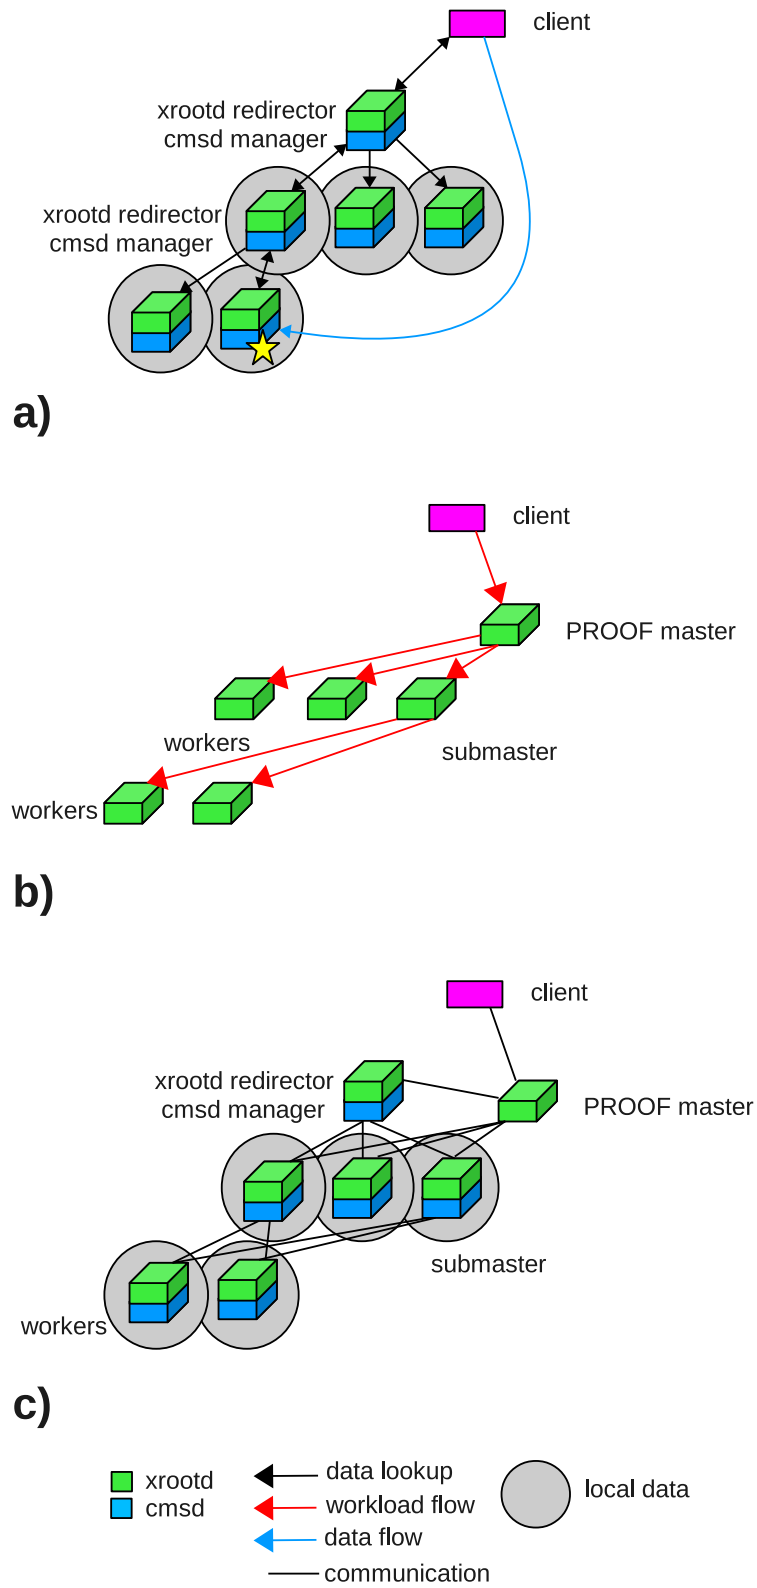 client
xrootd redirector
cmsd manager
xrootd redirector
cmsd manager
a)
client
PROOF master
workers
submaster
workers
b)
client
xrootd redirector
cmsd manager
PROOF master
submaster
workers
c)
xrootd
cmsd
data lookup
workload flow
data flow
communication
local data